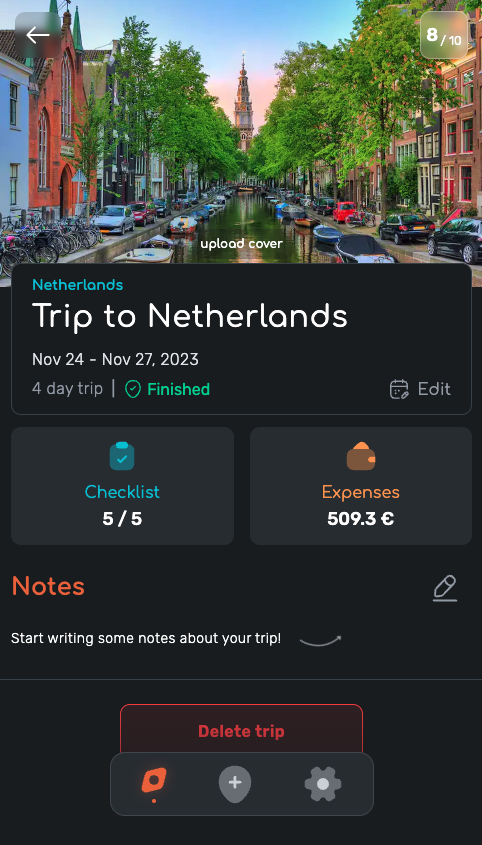 8 / 10
upload cover
Netherlands
Trip to Netherlands
Nov 24 - Nov 27, 2023
4 day trip | Finished
Edit
Checklist
5 / 5
Expenses
509.3 €
Notes
Start writing some notes about your trip!
Delete trip